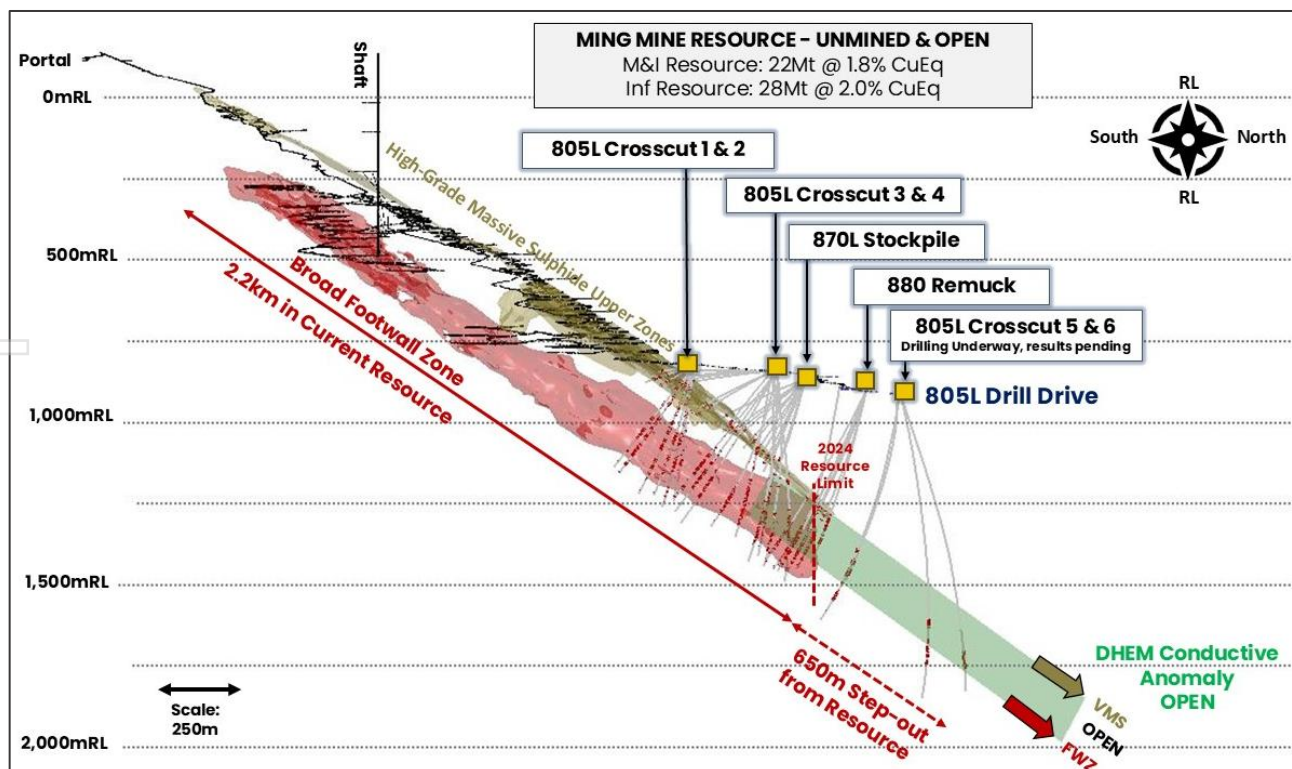 MING MINE RESOURCE - UNMINED & OPEN
M&I Resource: 22Mt @ 1.8% CuEq
Inf Resource: 28Mt @ 2.0% CuEq
Portal
Shaft
0mRL
RL
South
North
RL
805L Crosscut 1 & 2
High-Grade Massive Sulphide Upper Zones
805L Crosscut 3 & 4
870L Stockpile
500mRL
880 Remuck
805L Crosscut 5 & 6
Drilling Underway, results pending
Broad Footwall Zone
2.2km in Current Resource
805L Drill Drive
1,000mRL
2024
Resource
Limit
1,500mRL
650m Step-out
from Resource
DHEM Conductive
Anomaly
OPEN
Scale:
250m
VMS
OPEN
FWZ
2,000mRL